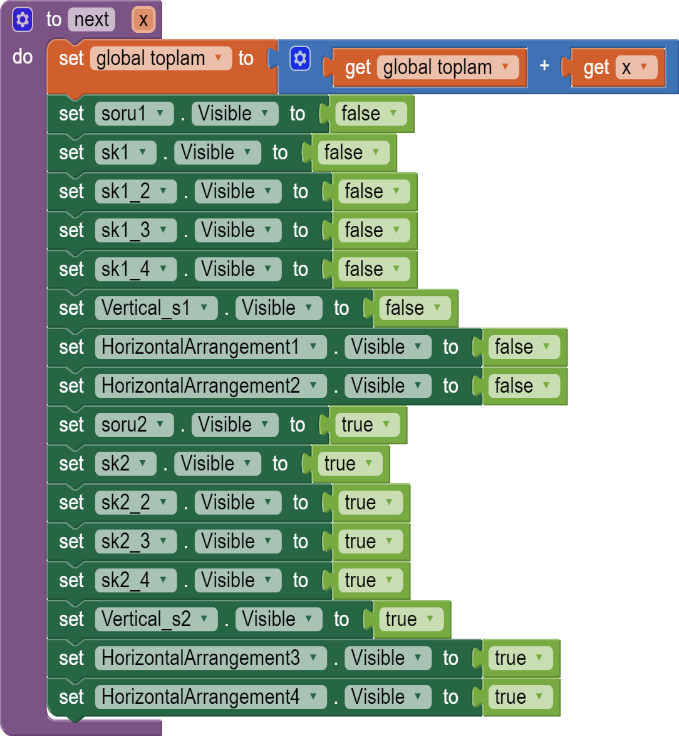 to next x
do set global toplam to get global toplam + get x
set soru1 . Visible to false
set sk1 . Visible to false
set sk1_2 . Visible to false
set sk1_3 . Visible to false
set sk1_4 . Visible to false
set Vertical_s1 . Visible to false
set HorizontalArrangement1 . Visible to false
set HorizontalArrangement2 . Visible to false
set soru2 . Visible to true
set sk2 . Visible to true
set sk2_2 . Visible to true
set sk2_3 . Visible to true
set sk2_4 . Visible to true
set Vertical_s2 . Visible to true
set HorizontalArrangement3 . Visible to true
set HorizontalArrangement4 . Visible to true